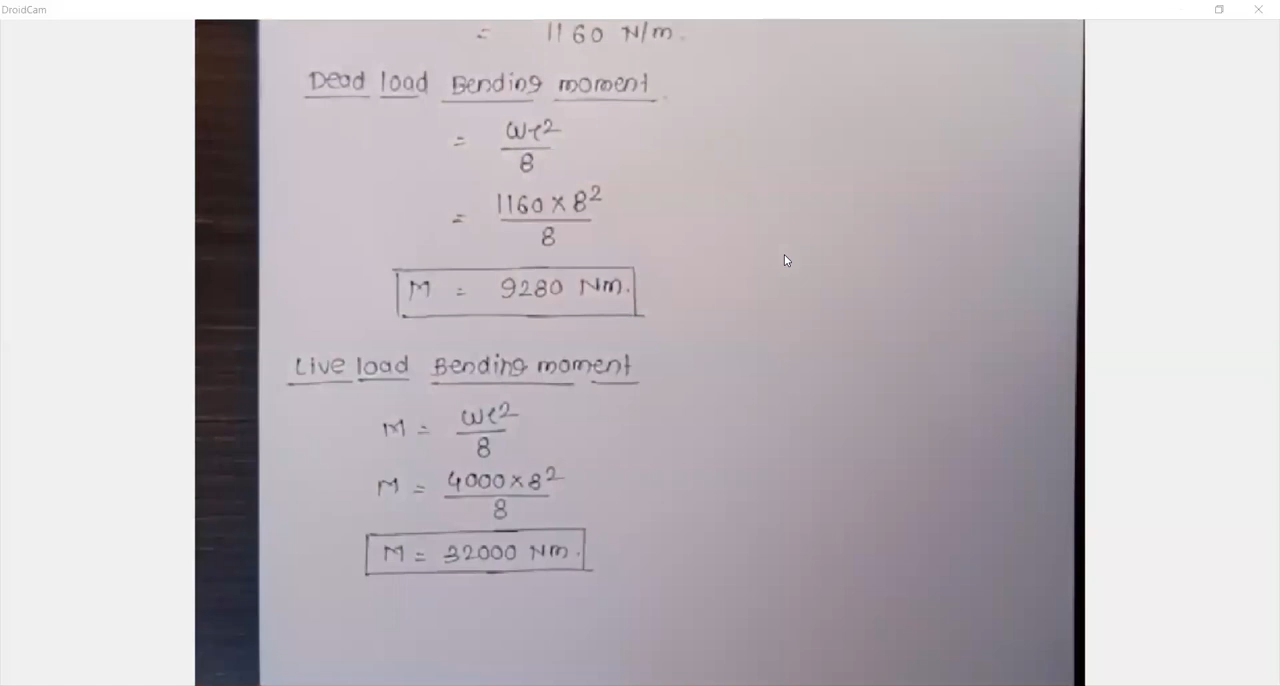 DroidCam
= 1160 N/m.
Dead load Bending moment.
= wl²/8
= 1160 × 8²/8
M = 9280 Nm.
Live load Bending moment
M = wl²/8
M = 4000 × 8²/8
M = 32000 Nm.